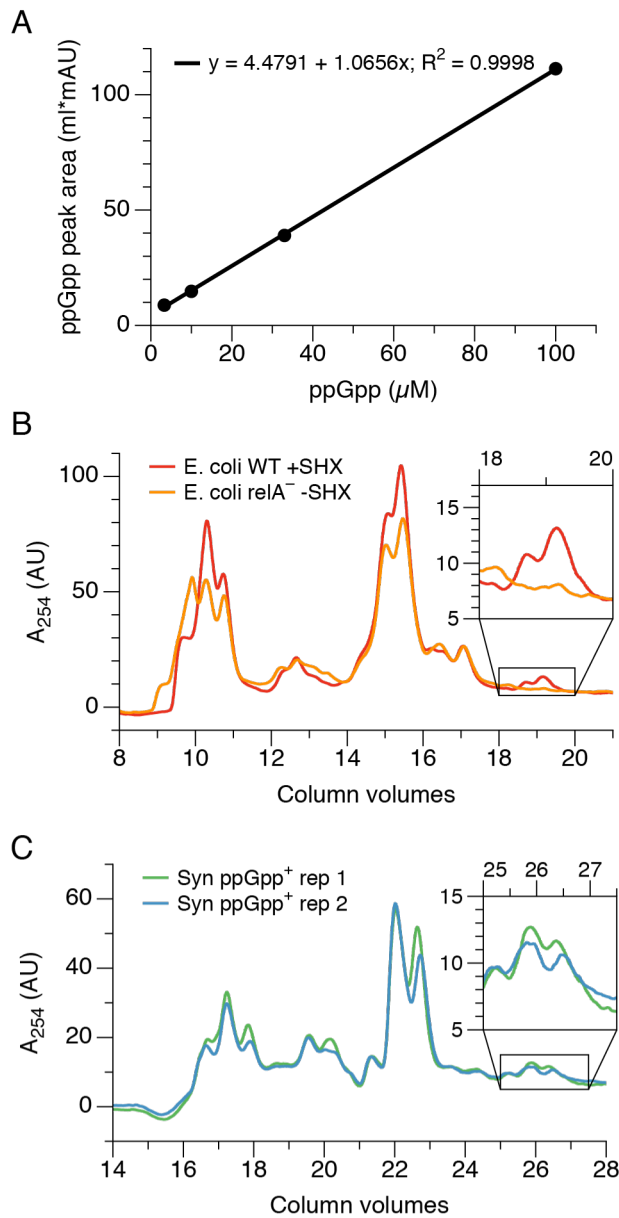 A
y = 4.4791 + 1.0656x; R² = 0.9998
100
50
0
ppGpp peak area (ml*mAU)
0 20 40 60 80 100
ppGpp (µM)
B
E. coli WT +SHX
E. coli relA⁻ -SHX
100
50
0
A₂₅₄ (AU)
18 20
15
10
5
8 10 12 14 16 18 20
Column volumes
C
Syn ppGpp⁺ rep 1
Syn ppGpp⁺ rep 2
60
40
20
0
A₂₅₄ (AU)
25 26 27
15
10
5
14 16 18 20 22 24 26 28
Column volumes